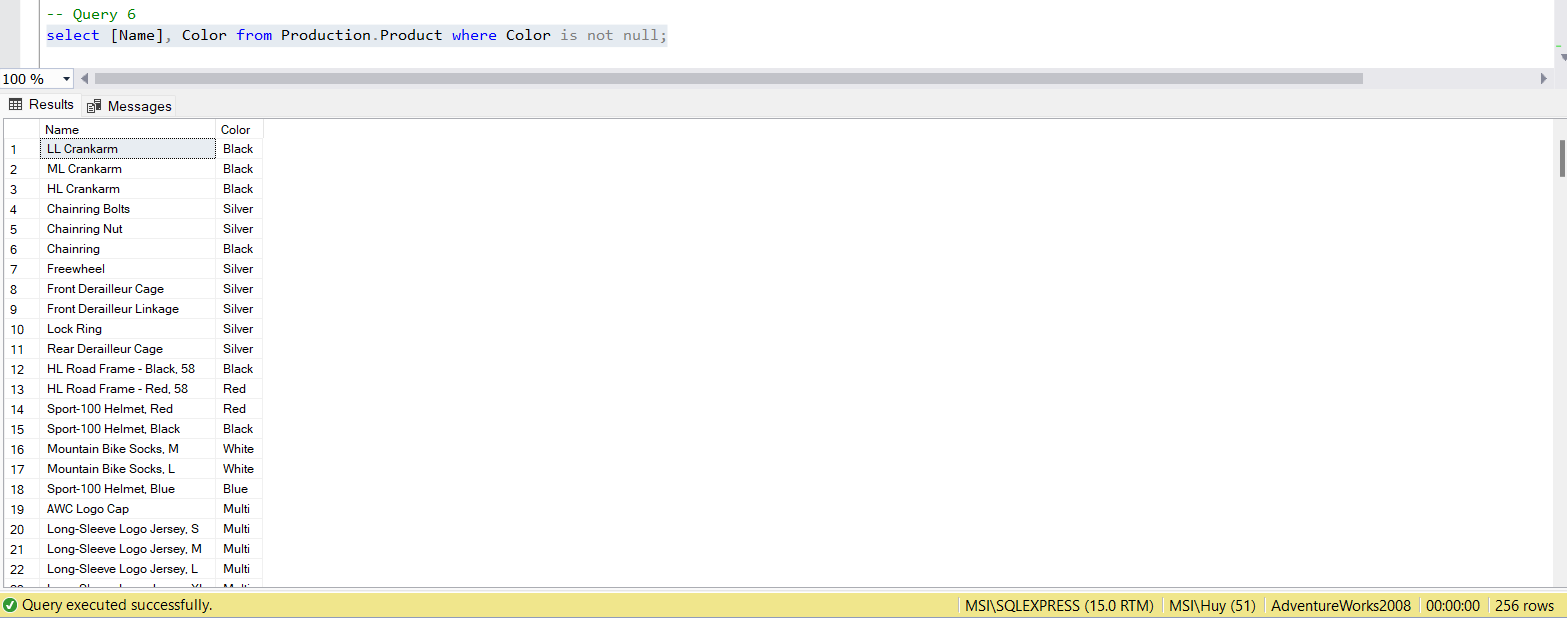 -- Query 6
select [Name], Color from Production.Product where Color is not null;
100 %
Results Messages
Name Color
1 LL Crankarm Black
2 ML Crankarm Black
3 HL Crankarm Black
4 Chainring Bolts Silver
5 Chainring Nut Silver
6 Chainring Black
7 Freewheel Silver
8 Front Derailleur Cage Silver
9 Front Derailleur Linkage Silver
10 Lock Ring Silver
11 Rear Derailleur Cage Silver
12 HL Road Frame - Black, 58 Black
13 HL Road Frame - Red, 58 Red
14 Sport-100 Helmet, Red Red
15 Sport-100 Helmet, Black Black
16 Mountain Bike Socks, M White
17 Mountain Bike Socks, L White
18 Sport-100 Helmet, Blue Blue
19 AWC Logo Cap Multi
20 Long-Sleeve Logo Jersey, S Multi
21 Long-Sleeve Logo Jersey, M Multi
22 Long-Sleeve Logo Jersey, L Multi
Query executed successfully. MSI\SQLEXPRESS (15.0 RTM) MSI\Huy (51) AdventureWorks2008 00:00:00 256 rows